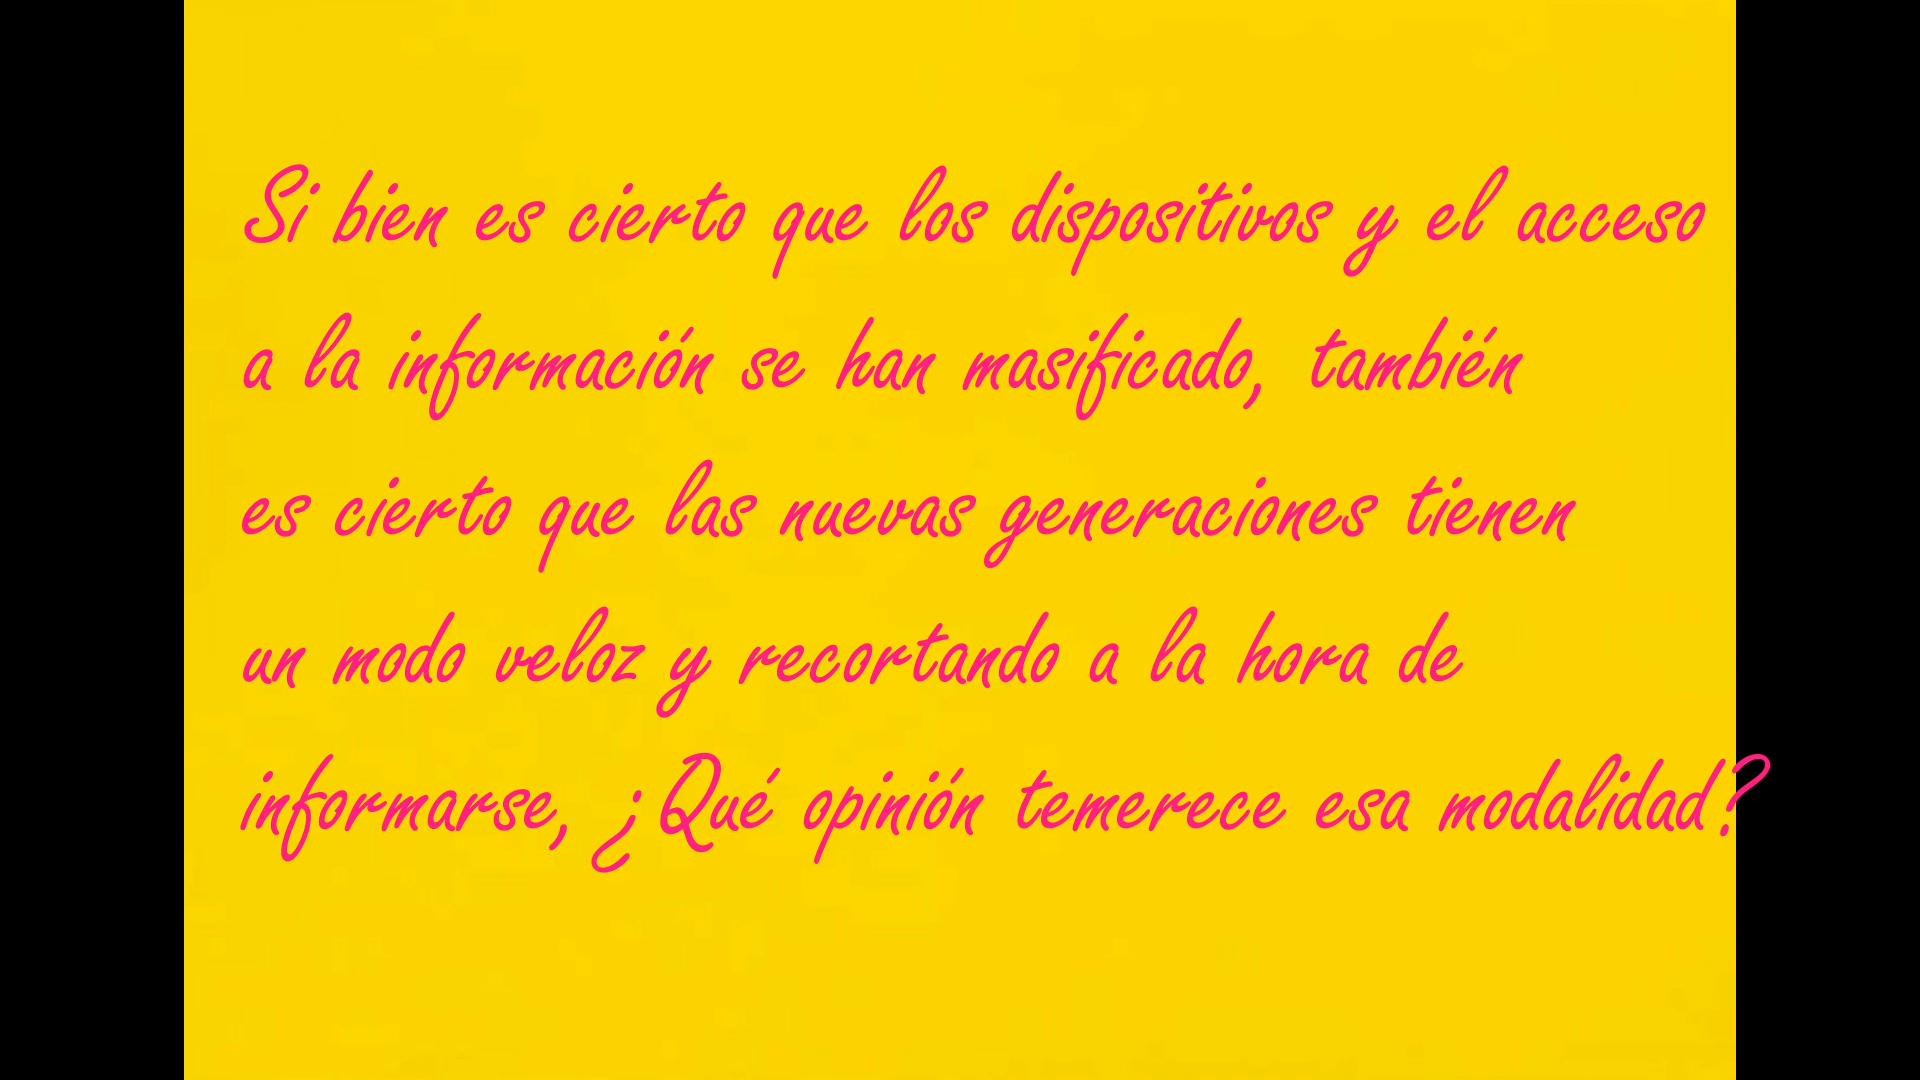 Si bien es cierto que los dispositivos y el acceso
a la información se han masificado, también
es cierto que las nuevas generaciones tienen
un modo veloz y recortando a la hora de
informarse, ¿Qué opinión temerece esa modalidad?